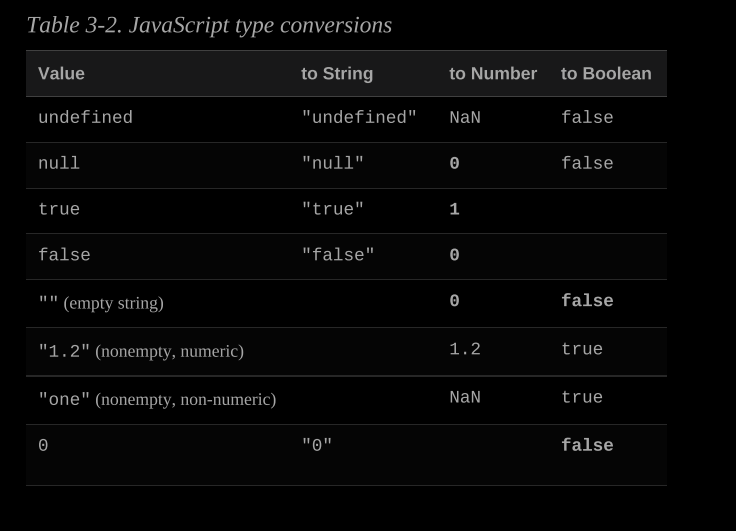 Table 3-2. JavaScript type conversions
Value to String to Number to Boolean
undefined "undefined" NaN false
null "null" 0 false
true "true" 1
false "false" 0
"" (empty string) 0 false
"1.2" (nonempty, numeric) 1.2 true
"one" (nonempty, non-numeric) NaN true
0 "0" false